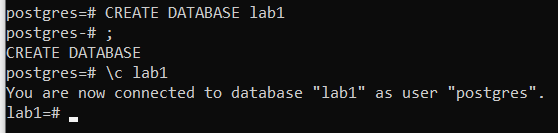 postgres=# CREATE DATABASE lab1
postgres-# ;
CREATE DATABASE
postgres=# \c lab1
You are now connected to database "lab1" as user "postgres".
lab1=#